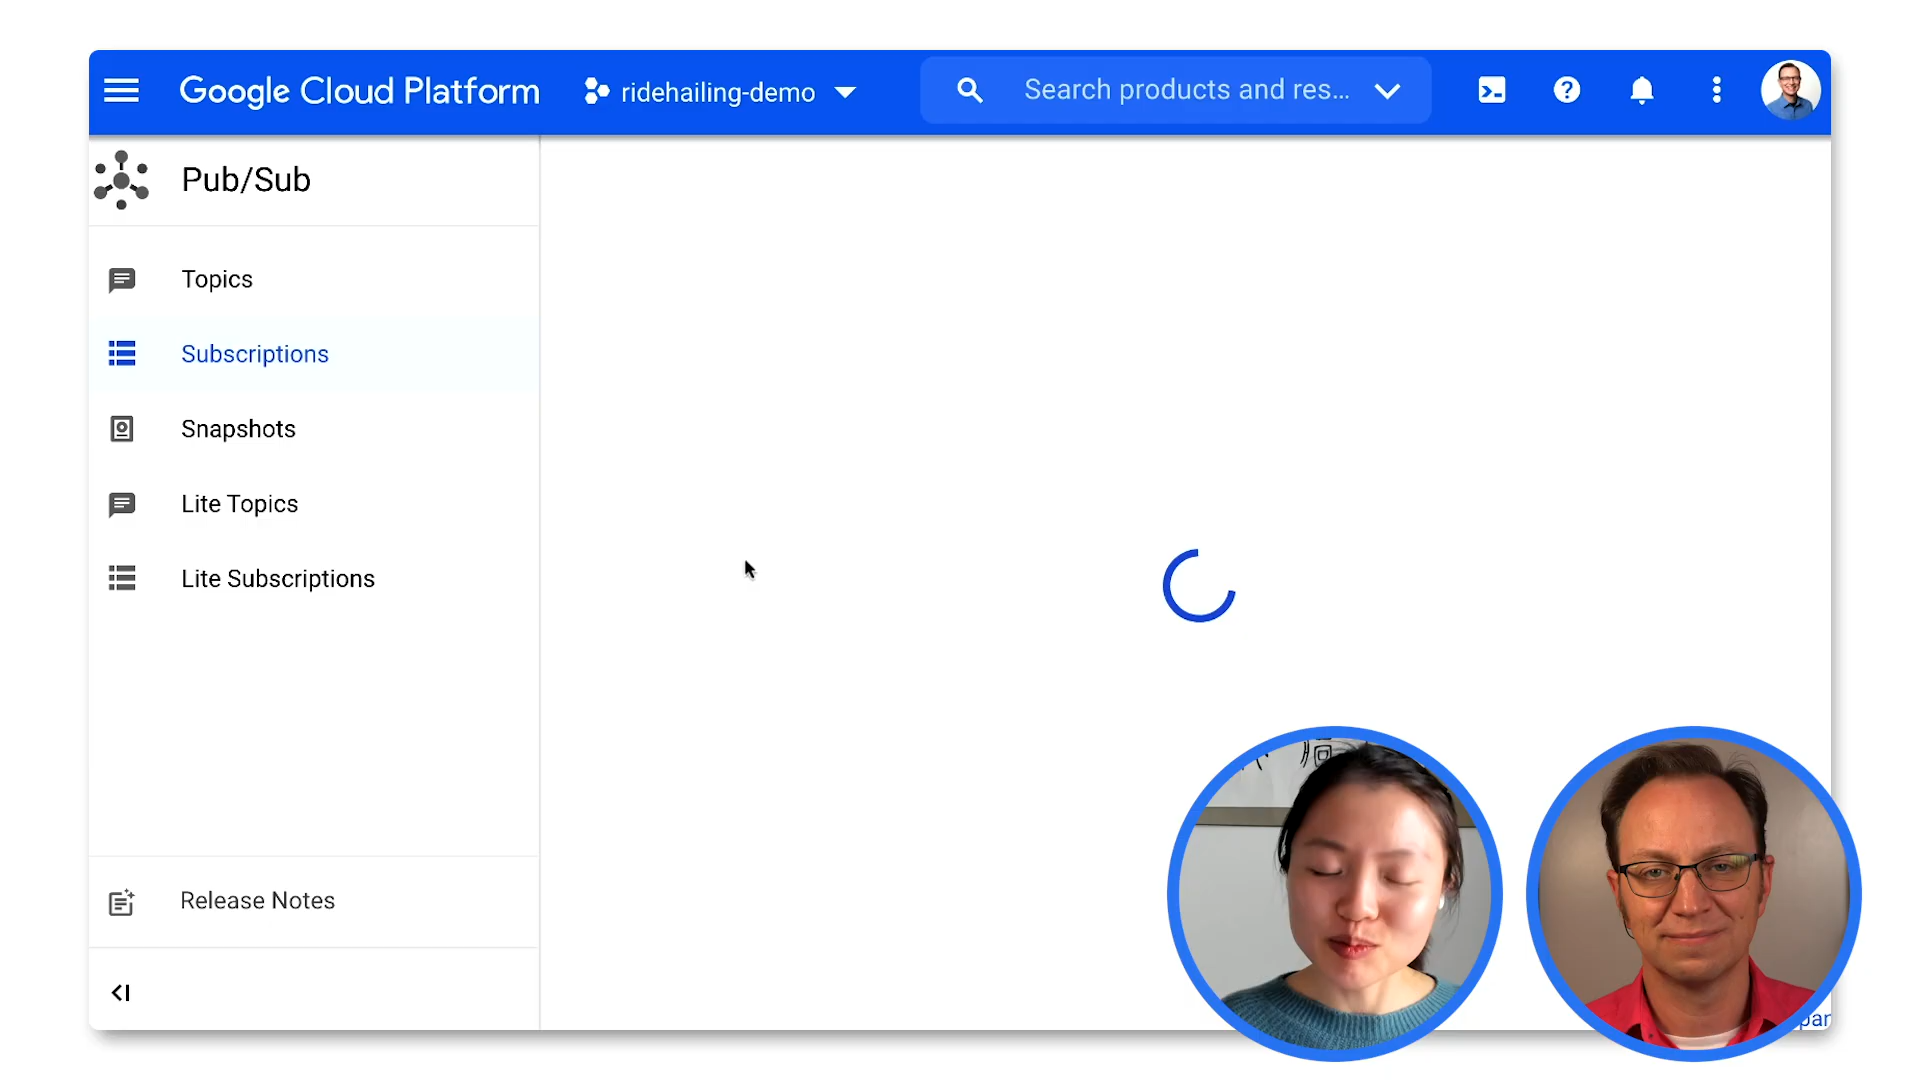 Google Cloud Platform
ridehailing-demo
Search products and res...
Pub/Sub
Topics
Subscriptions
Snapshots
Lite Topics
Lite Subscriptions
Release Notes